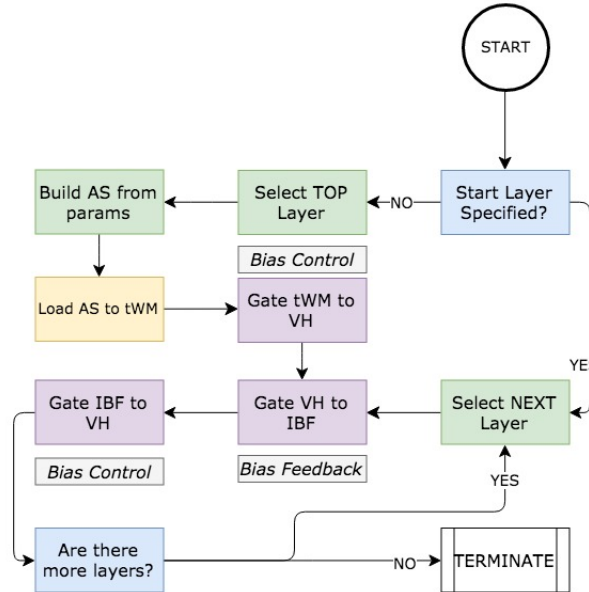 START
Build AS from
params
Select TOP
Layer
NO
Start Layer
Specified?
Bias Control
Load AS to tWM
Gate tWM to
VH
YES
Gate IBF to
VH
Gate VH to
IBF
Select NEXT
Layer
Bias Control
Bias Feedback
YES
Are there
more layers?
NO
TERMINATE